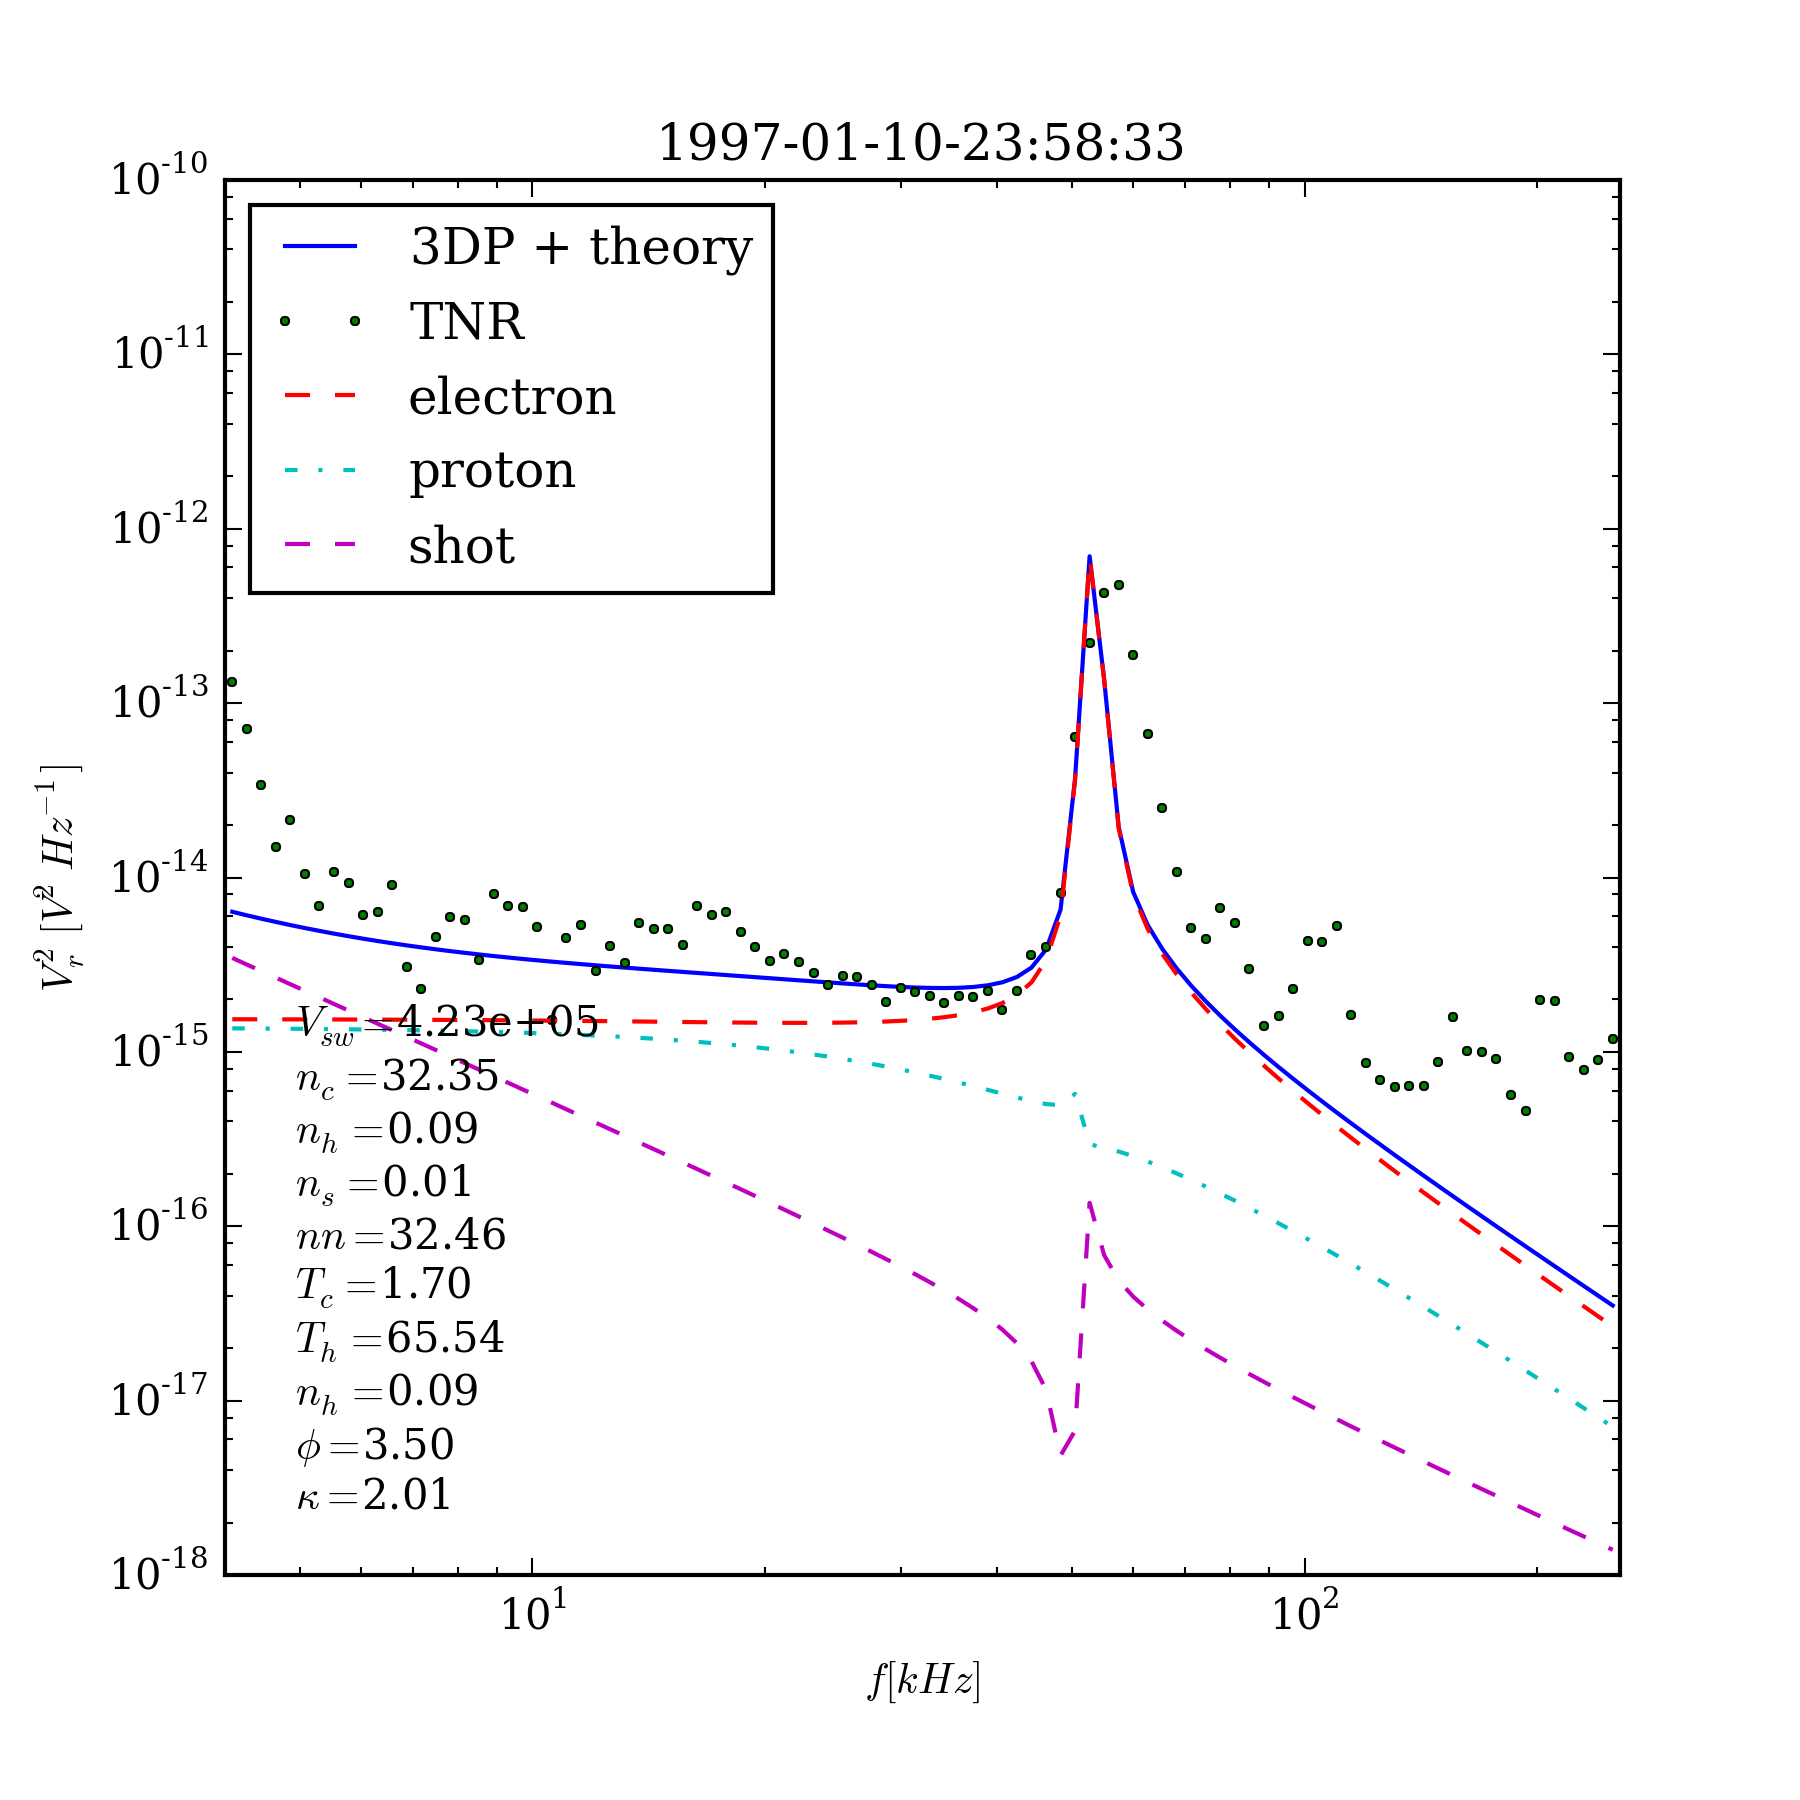 1997-01-10-23:58:33
3DP + theory
TNR
electron
proton
shot
10^-10
10^-11
10^-12
10^-13
10^-14
10^-15
10^-16
10^-17
10^-18
V_r^2 [V^2 Hz^{-1}]
V_sw=4.23e+05
n_c=32.35
n_h=0.09
n_s=0.01
nn=32.46
T_c=1.70
T_h=65.54
n_h=0.09
ϕ=3.50
κ=2.01
10^1
10^2
f[kHz]